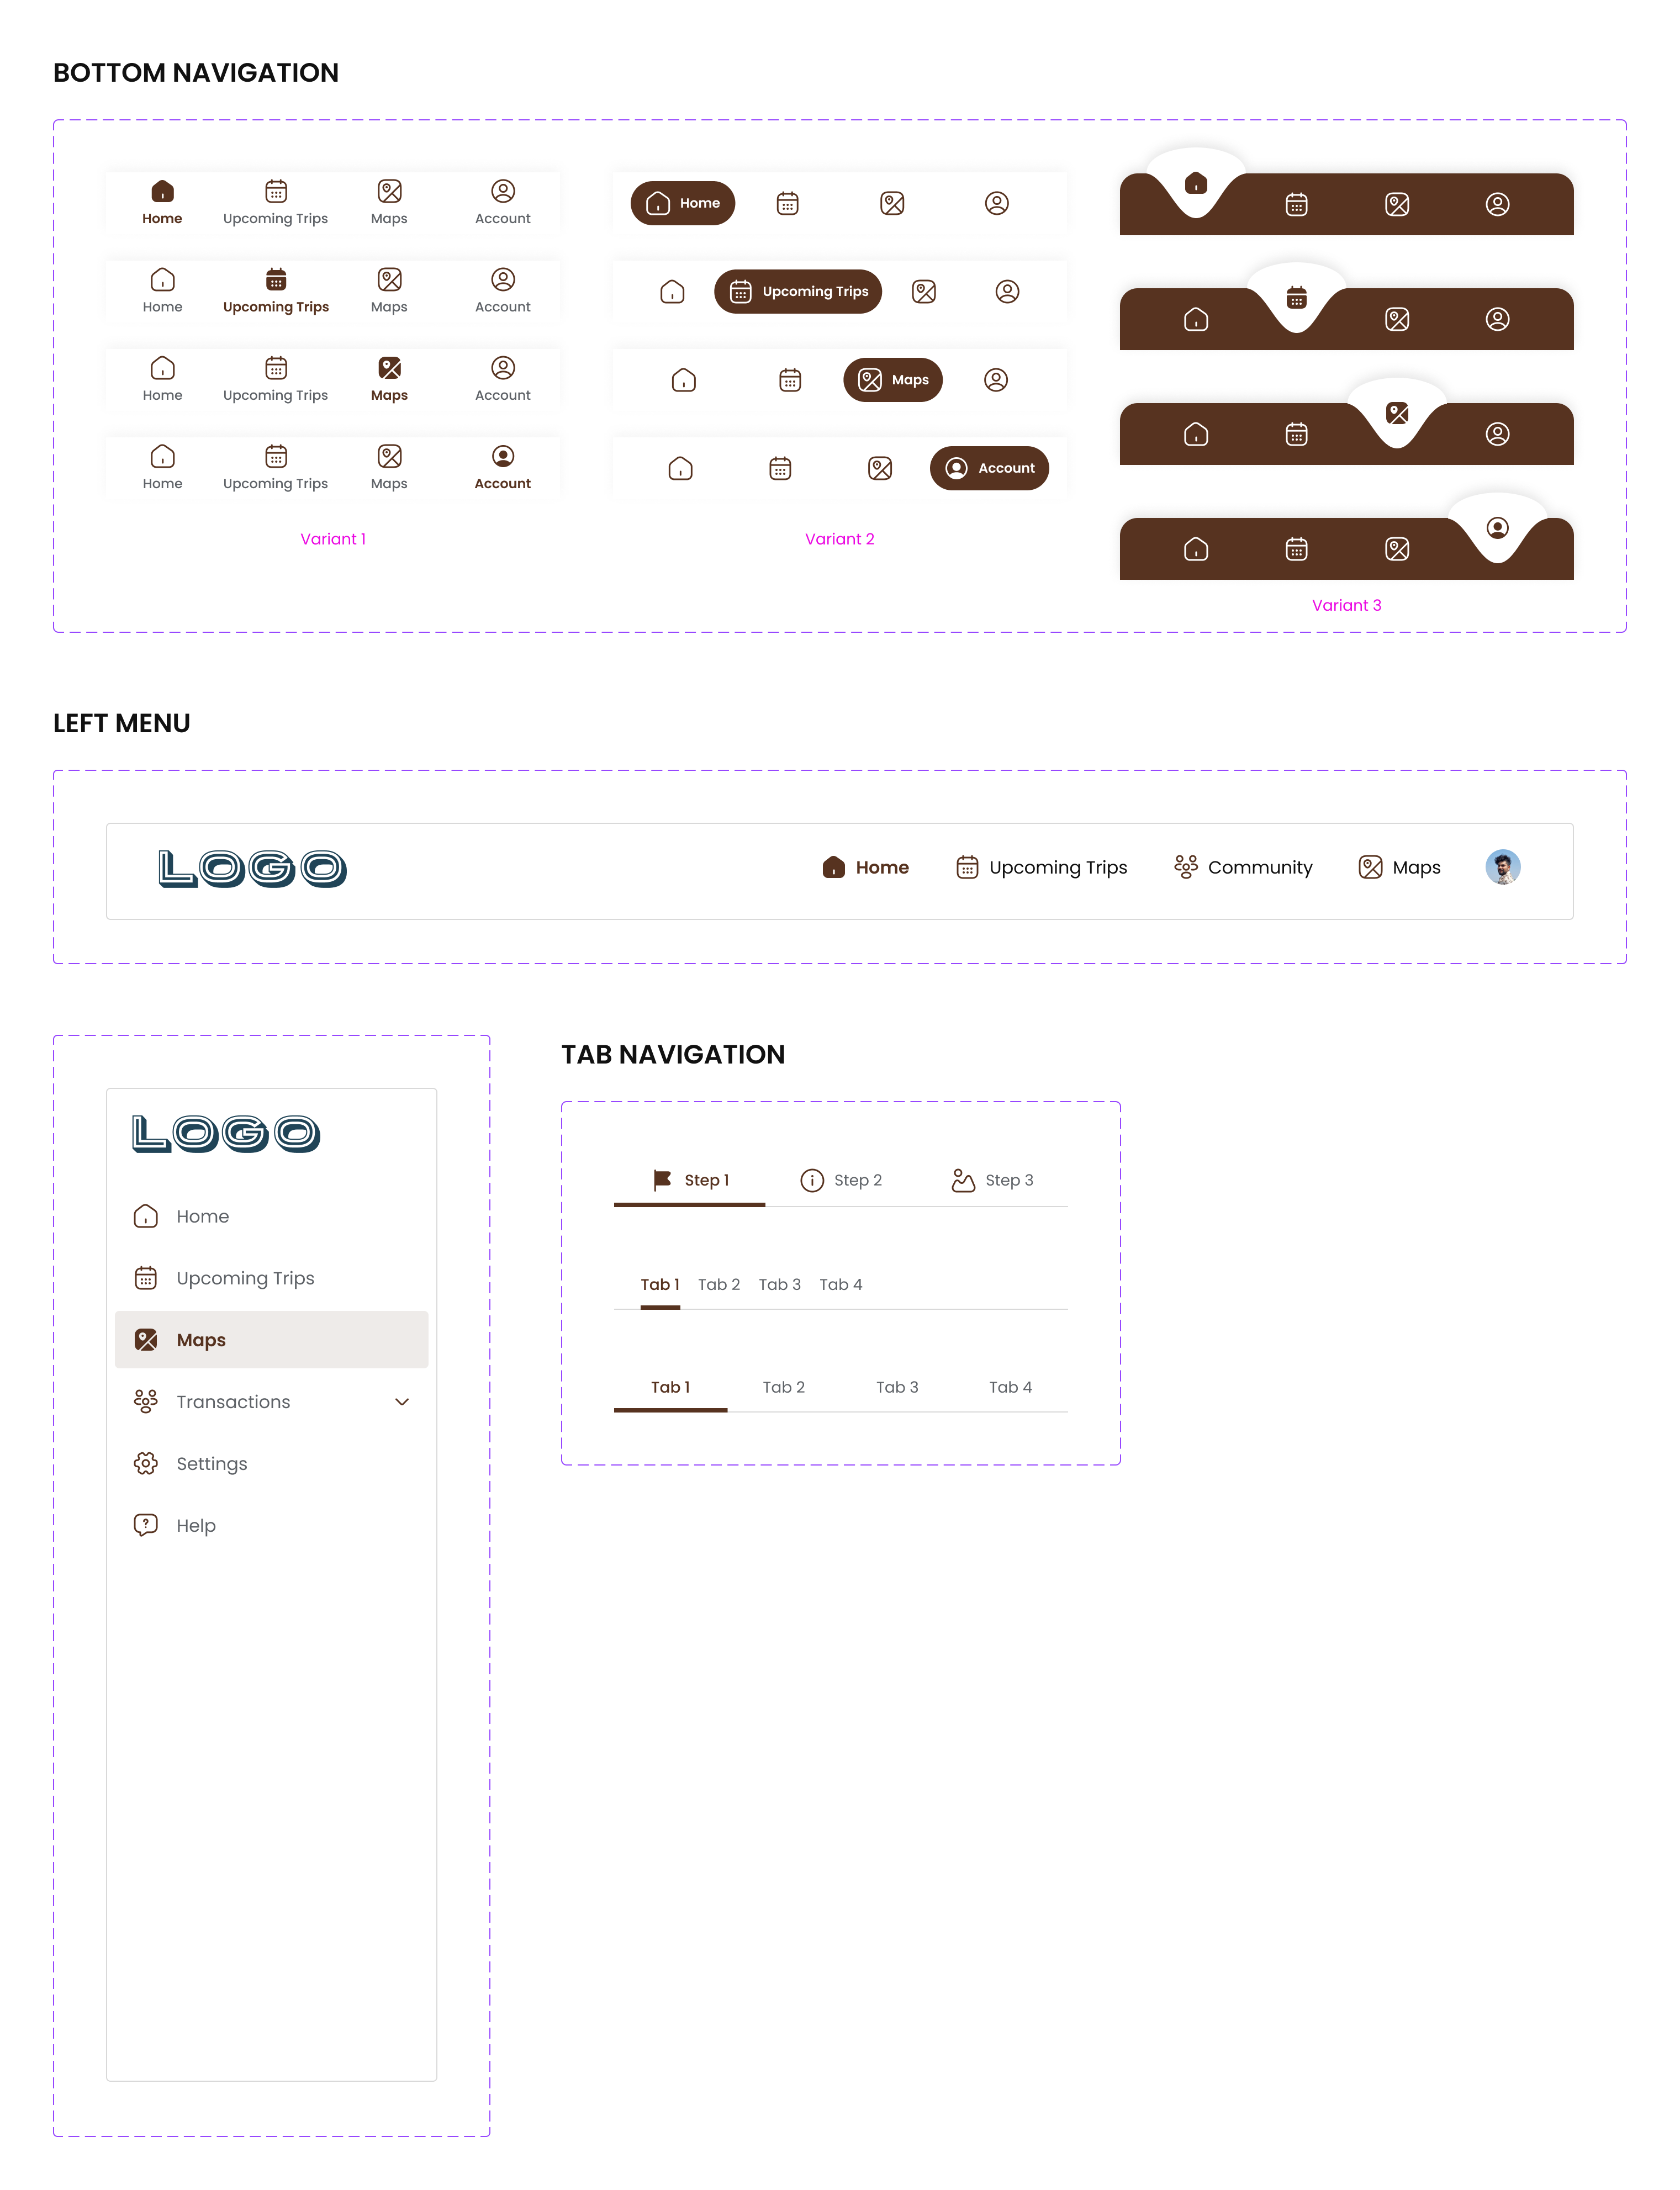 BOTTOM NAVIGATION
Home Upcoming Trips Maps Account
Home Upcoming Trips Maps Account
Home Upcoming Trips Maps Account
Home Upcoming Trips Maps Account
Variant 1
Home
Upcoming Trips
Maps
Account
Variant 2
Variant 3
LEFT MENU
LOGO Home Upcoming Trips Community Maps
LOGO
Home
Upcoming Trips
Maps
Transactions
Settings
Help
TAB NAVIGATION
Step 1 Step 2 Step 3
Tab 1 Tab 2 Tab 3 Tab 4
Tab 1 Tab 2 Tab 3 Tab 4